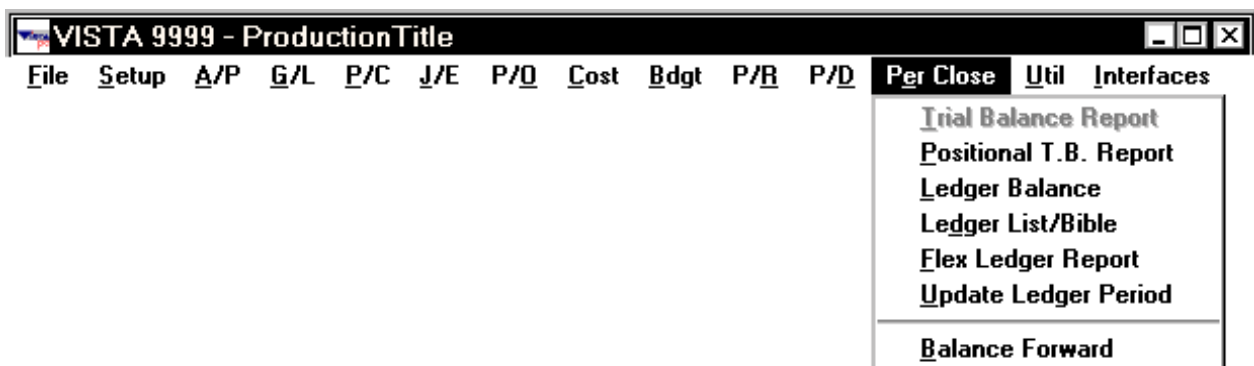 VISTA 9999 - ProductionTitle
File Setup A/P G/L P/C J/E P/O Cost Bdgt P/R P/D Per Close Util Interfaces
Trial Balance Report
Positional T.B. Report
Ledger Balance
Ledger List/Bible
Flex Ledger Report
Update Ledger Period
Balance Forward